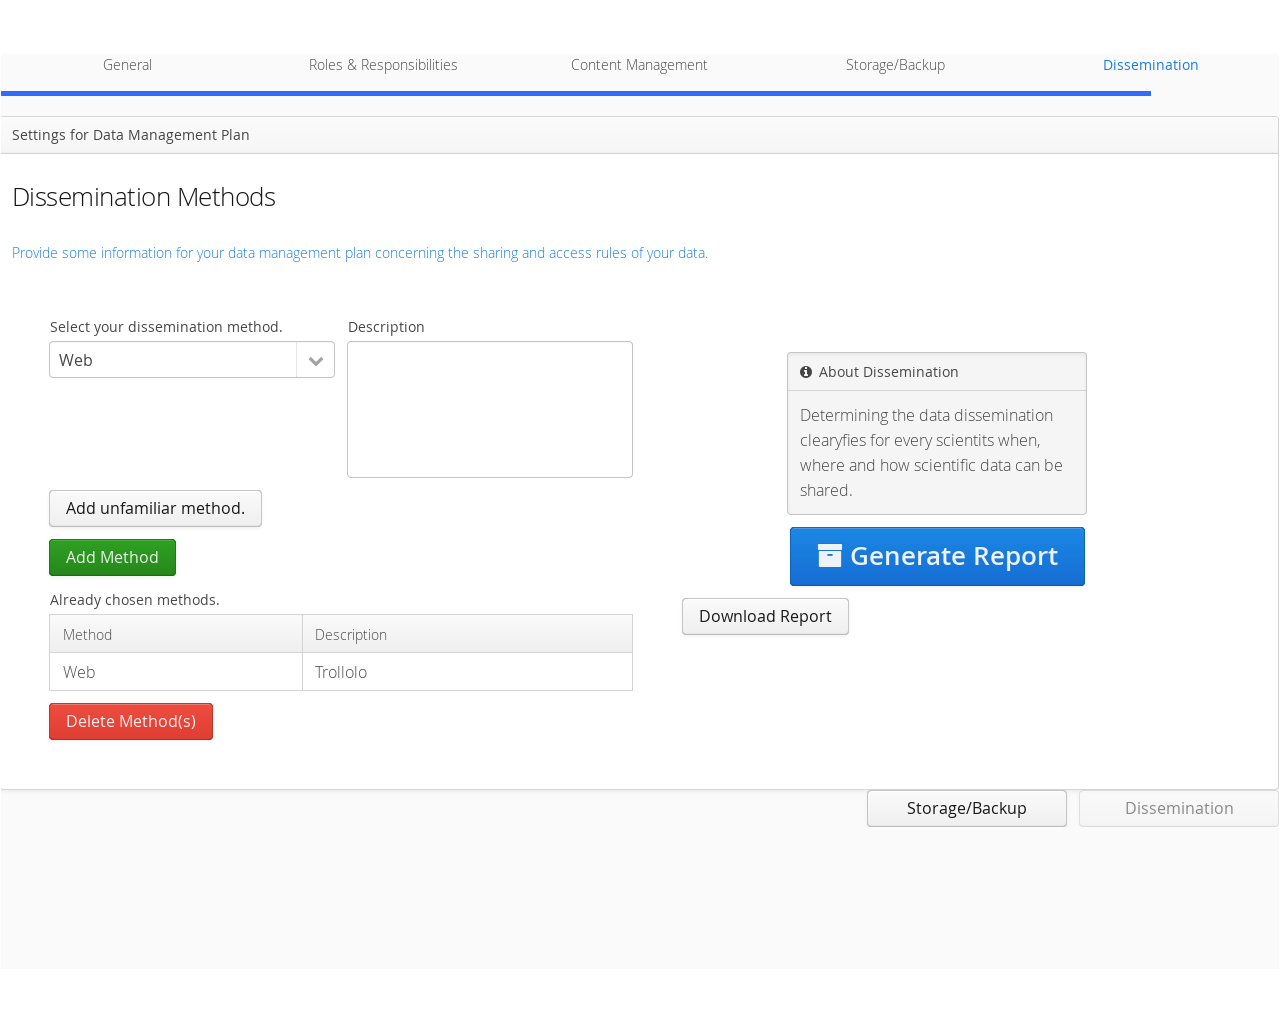 General
Roles & Responsibilities
Content Management
Storage/Backup
Dissemination
Settings for Data Management Plan
Dissemination Methods
Provide some information for your data management plan concerning the sharing and access rules of your data.
Select your dissemination method.
Description
Web
Add unfamiliar method.
Add Method
Already chosen methods.
Method
Description
Web
Trollolo
Delete Method(s)
About Dissemination
Determining the data dissemination
clearyfies for every scientits when,
where and how scientific data can be
shared.
Generate Report
Download Report
Storage/Backup
Dissemination